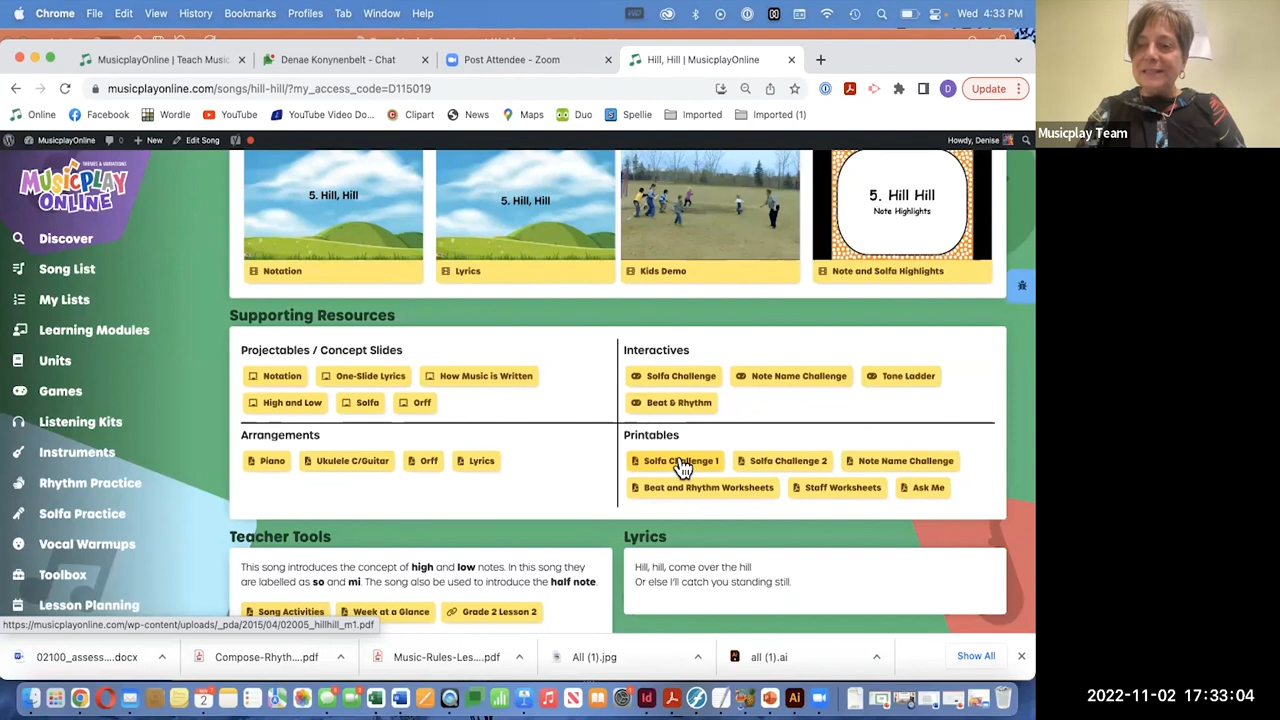 Chrome File Edit View History Bookmarks Profiles Tab Window Help Wed 4:33 PM
MusicplayOnline | Teach Music Denae Konynenbelt - Chat Post Attendee - Zoom Hill, Hill | MusicplayOnline
musicplayonline.com/songs/hill-hill/?my_access_code=D115019 D Update
Online Facebook Wordle YouTube YouTube Video Do... Clipart News Maps Duo Spellie Imported Imported (1)
MusicplayOnline 0 New Edit Song Howdy, Denise
Musicplay Team
THEMES & VARIATIONS
MUSICPLAY
ONLINE
Discover
Song List
My Lists
Learning Modules
Units
Games
Listening Kits
Instruments
Rhythm Practice
Solfa Practice
Vocal Warmups
Toolbox
Lesson Planning
5. Hill, Hill
5. Hill, Hill
5. Hill Hill
Note Highlights
Notation Lyrics Kids Demo Note and Solfa Highlights
Supporting Resources
Projectables / Concept Slides
Notation One-Slide Lyrics How Music is Written
High and Low Solfa Orff
Interactives
Solfa Challenge Note Name Challenge Tone Ladder
Beat & Rhythm
Arrangements
Piano Ukulele C/Guitar Orff Lyrics
Printables
Solfa Challenge 1 Solfa Challenge 2 Note Name Challenge
Beat and Rhythm Worksheets Staff Worksheets Ask Me
Teacher Tools
This song introduces the concept of high and low notes. In this song they
are labelled as so and mi. The song also be used to introduce the half note.
Song Activities Week at a Glance Grade 2 Lesson 2
Lyrics
Hill, hill, come over the hill
Or else I'll catch you standing still.
https://musicplayonline.com/wp-content/uploads/_pda/2015/04/02005_hillhill_m1.pdf
02100_assess....docx Compose-Rhyth....pdf Music-Rules-Les....pdf All (1).jpg all (1).ai Show All
2022-11-02 17:33:04